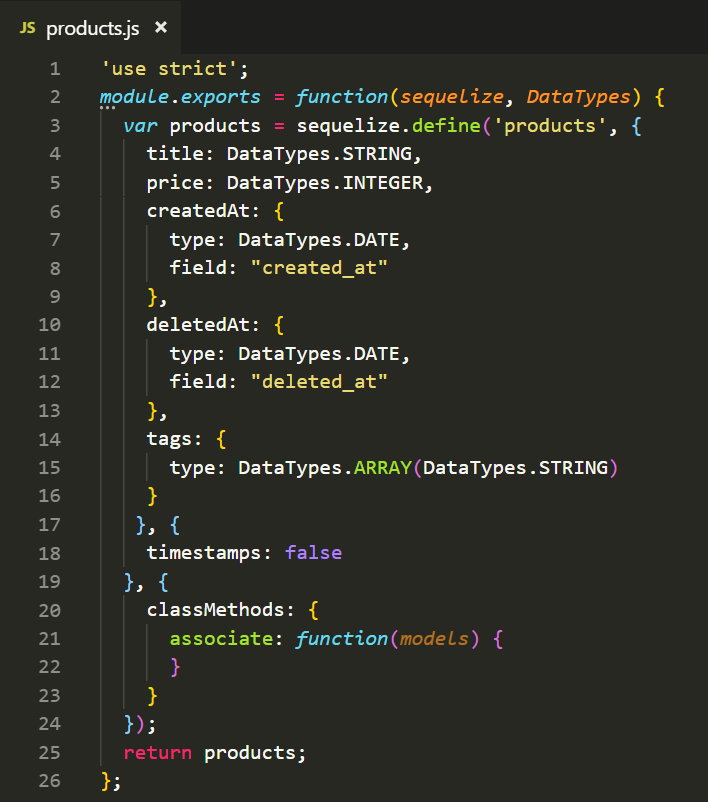 JS products.js ×
1 'use strict';
2 module.exports = function(sequelize, DataTypes) {
3   var products = sequelize.define('products', {
4     title: DataTypes.STRING,
5     price: DataTypes.INTEGER,
6     createdAt: {
7       type: DataTypes.DATE,
8       field: "created_at"
9     },
10     deletedAt: {
11       type: DataTypes.DATE,
12       field: "deleted_at"
13     },
14     tags: {
15       type: DataTypes.ARRAY(DataTypes.STRING)
16     }
17    }, {
18     timestamps: false
19   }, {
20     classMethods: {
21       associate: function(models) {
22       }
23     }
24   });
25   return products;
26 };